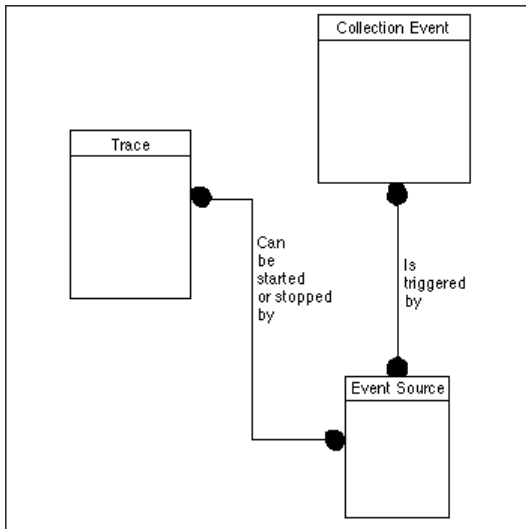 Collection Event
Trace
Can
be
started
or stopped
by
Is
triggered
by
Event Source